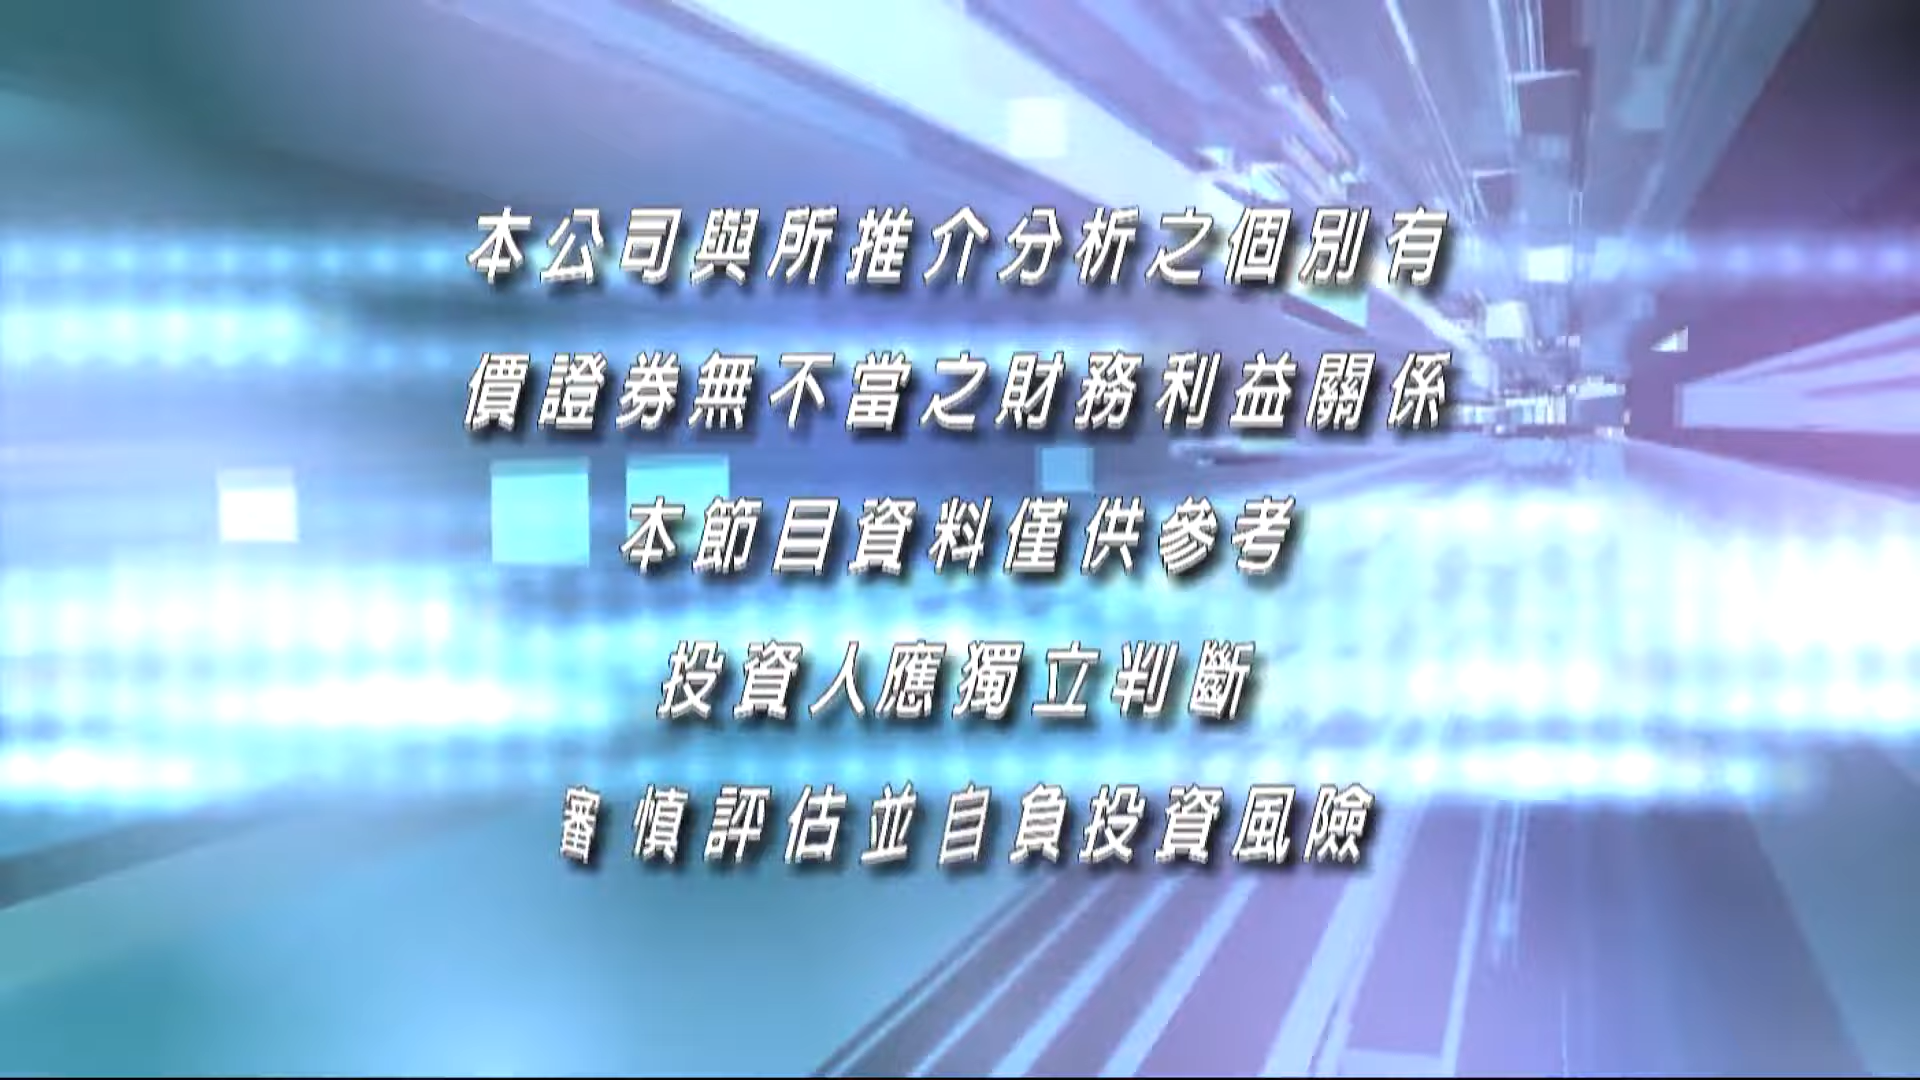 本公司與所推介分析之個別有
價證券無不當之財務利益關係
本節目資料僅供參考
投資人應獨立判斷
審慎評估並自負投資風險